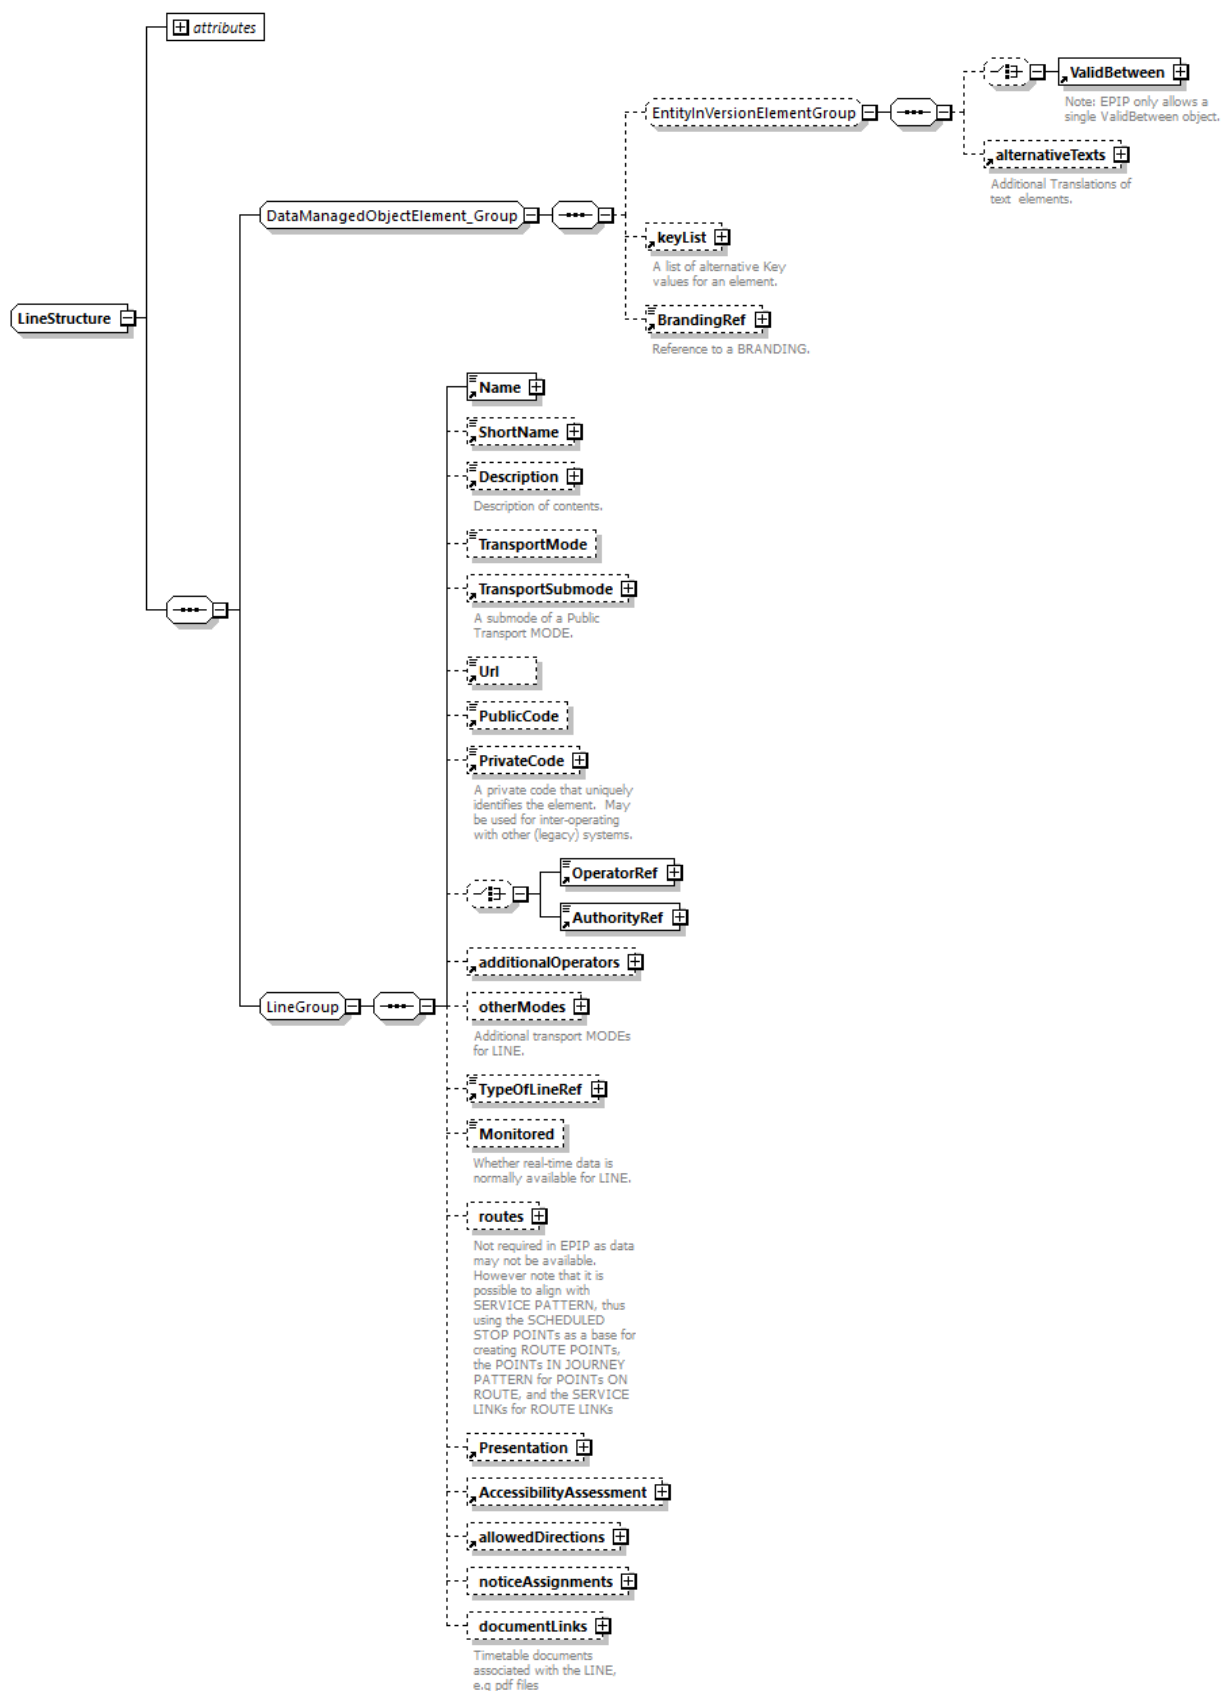 attributes
ValidBetween
Note: EPIP only allows a
single ValidBetween object.
EntityInVersionElementGroup
alternativeTexts
Additional Translations of
text elements.
DataManagedObjectElement_Group
keyList
A list of alternative Key
values for an element.
LineStructure
BrandingRef
Reference to a BRANDING.
Name
ShortName
Description
Description of contents.
TransportMode
TransportSubmode
A submode of a Public
Transport MODE.
Url
PublicCode
PrivateCode
A private code that uniquely
identifies the element. May
be used for inter-operating
with other (legacy) systems.
OperatorRef
AuthorityRef
additionalOperators
LineGroup
otherModes
Additional transport MODEs
for LINE.
TypeOfLineRef
Monitored
Whether real-time data is
normally available for LINE.
routes
Not required in EPIP as data
may not be available.
However note that it is
possible to align with
SERVICE PATTERN, thus
using the SCHEDULED
STOP POINTs as a base for
creating ROUTE POINTs,
the POINTs IN JOURNEY
PATTERN for POINTs ON
ROUTE, and the SERVICE
LINKs for ROUTE LINKs
Presentation
AccessibilityAssessment
allowedDirections
noticeAssignments
documentLinks
Timetable documents
associated with the LINE,
e.g pdf files